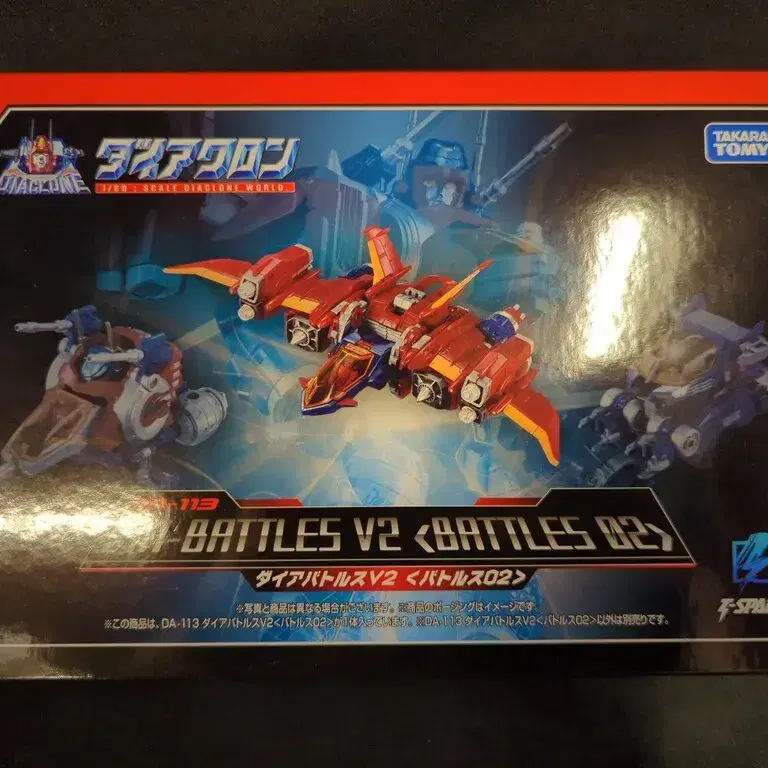 ダイアクロン
DIACLONE
1/60 : SCALE DIACLONE WORLD.
TAKARA
TOMY
DA-113
DIA-BATTLES V2 <BATTLES 02>
ダイアバトルスV2 <バトルス02>
※写真と商品は異なる場合がございます。※商品のポージングはイメージです。
※この商品は、DA-113 ダイアバトルスV2<バトルス02>が1体入っています。※DA-113 ダイアバトルスV2<バトルス02>以外は別売りです。